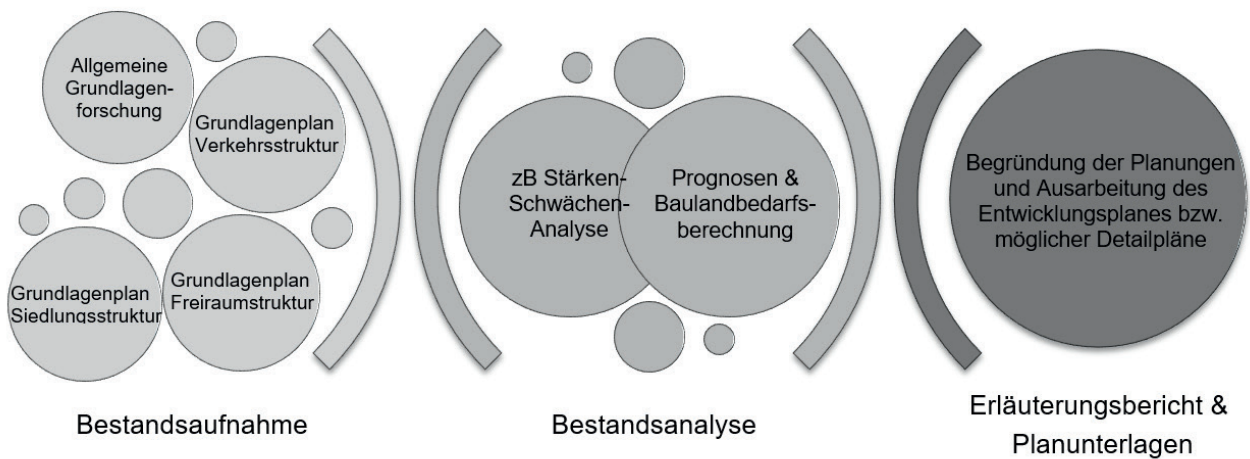 Allgemeine
Grundlagen-
forschung
Grundlagenplan
Verkehrsstruktur
Grundlagenplan
Siedlungsstruktur
Grundlagenplan
Freiraumstruktur
Bestandsaufnahme
zB Stärken-
Schwächen-
Analyse
Prognosen &
Baulandbedarfs-
berechnung
Bestandsanalyse
Begründung der Planungen
und Ausarbeitung des
Entwicklungsplanes bzw.
möglicher Detailpläne
Erläuterungsbericht &
Planunterlagen